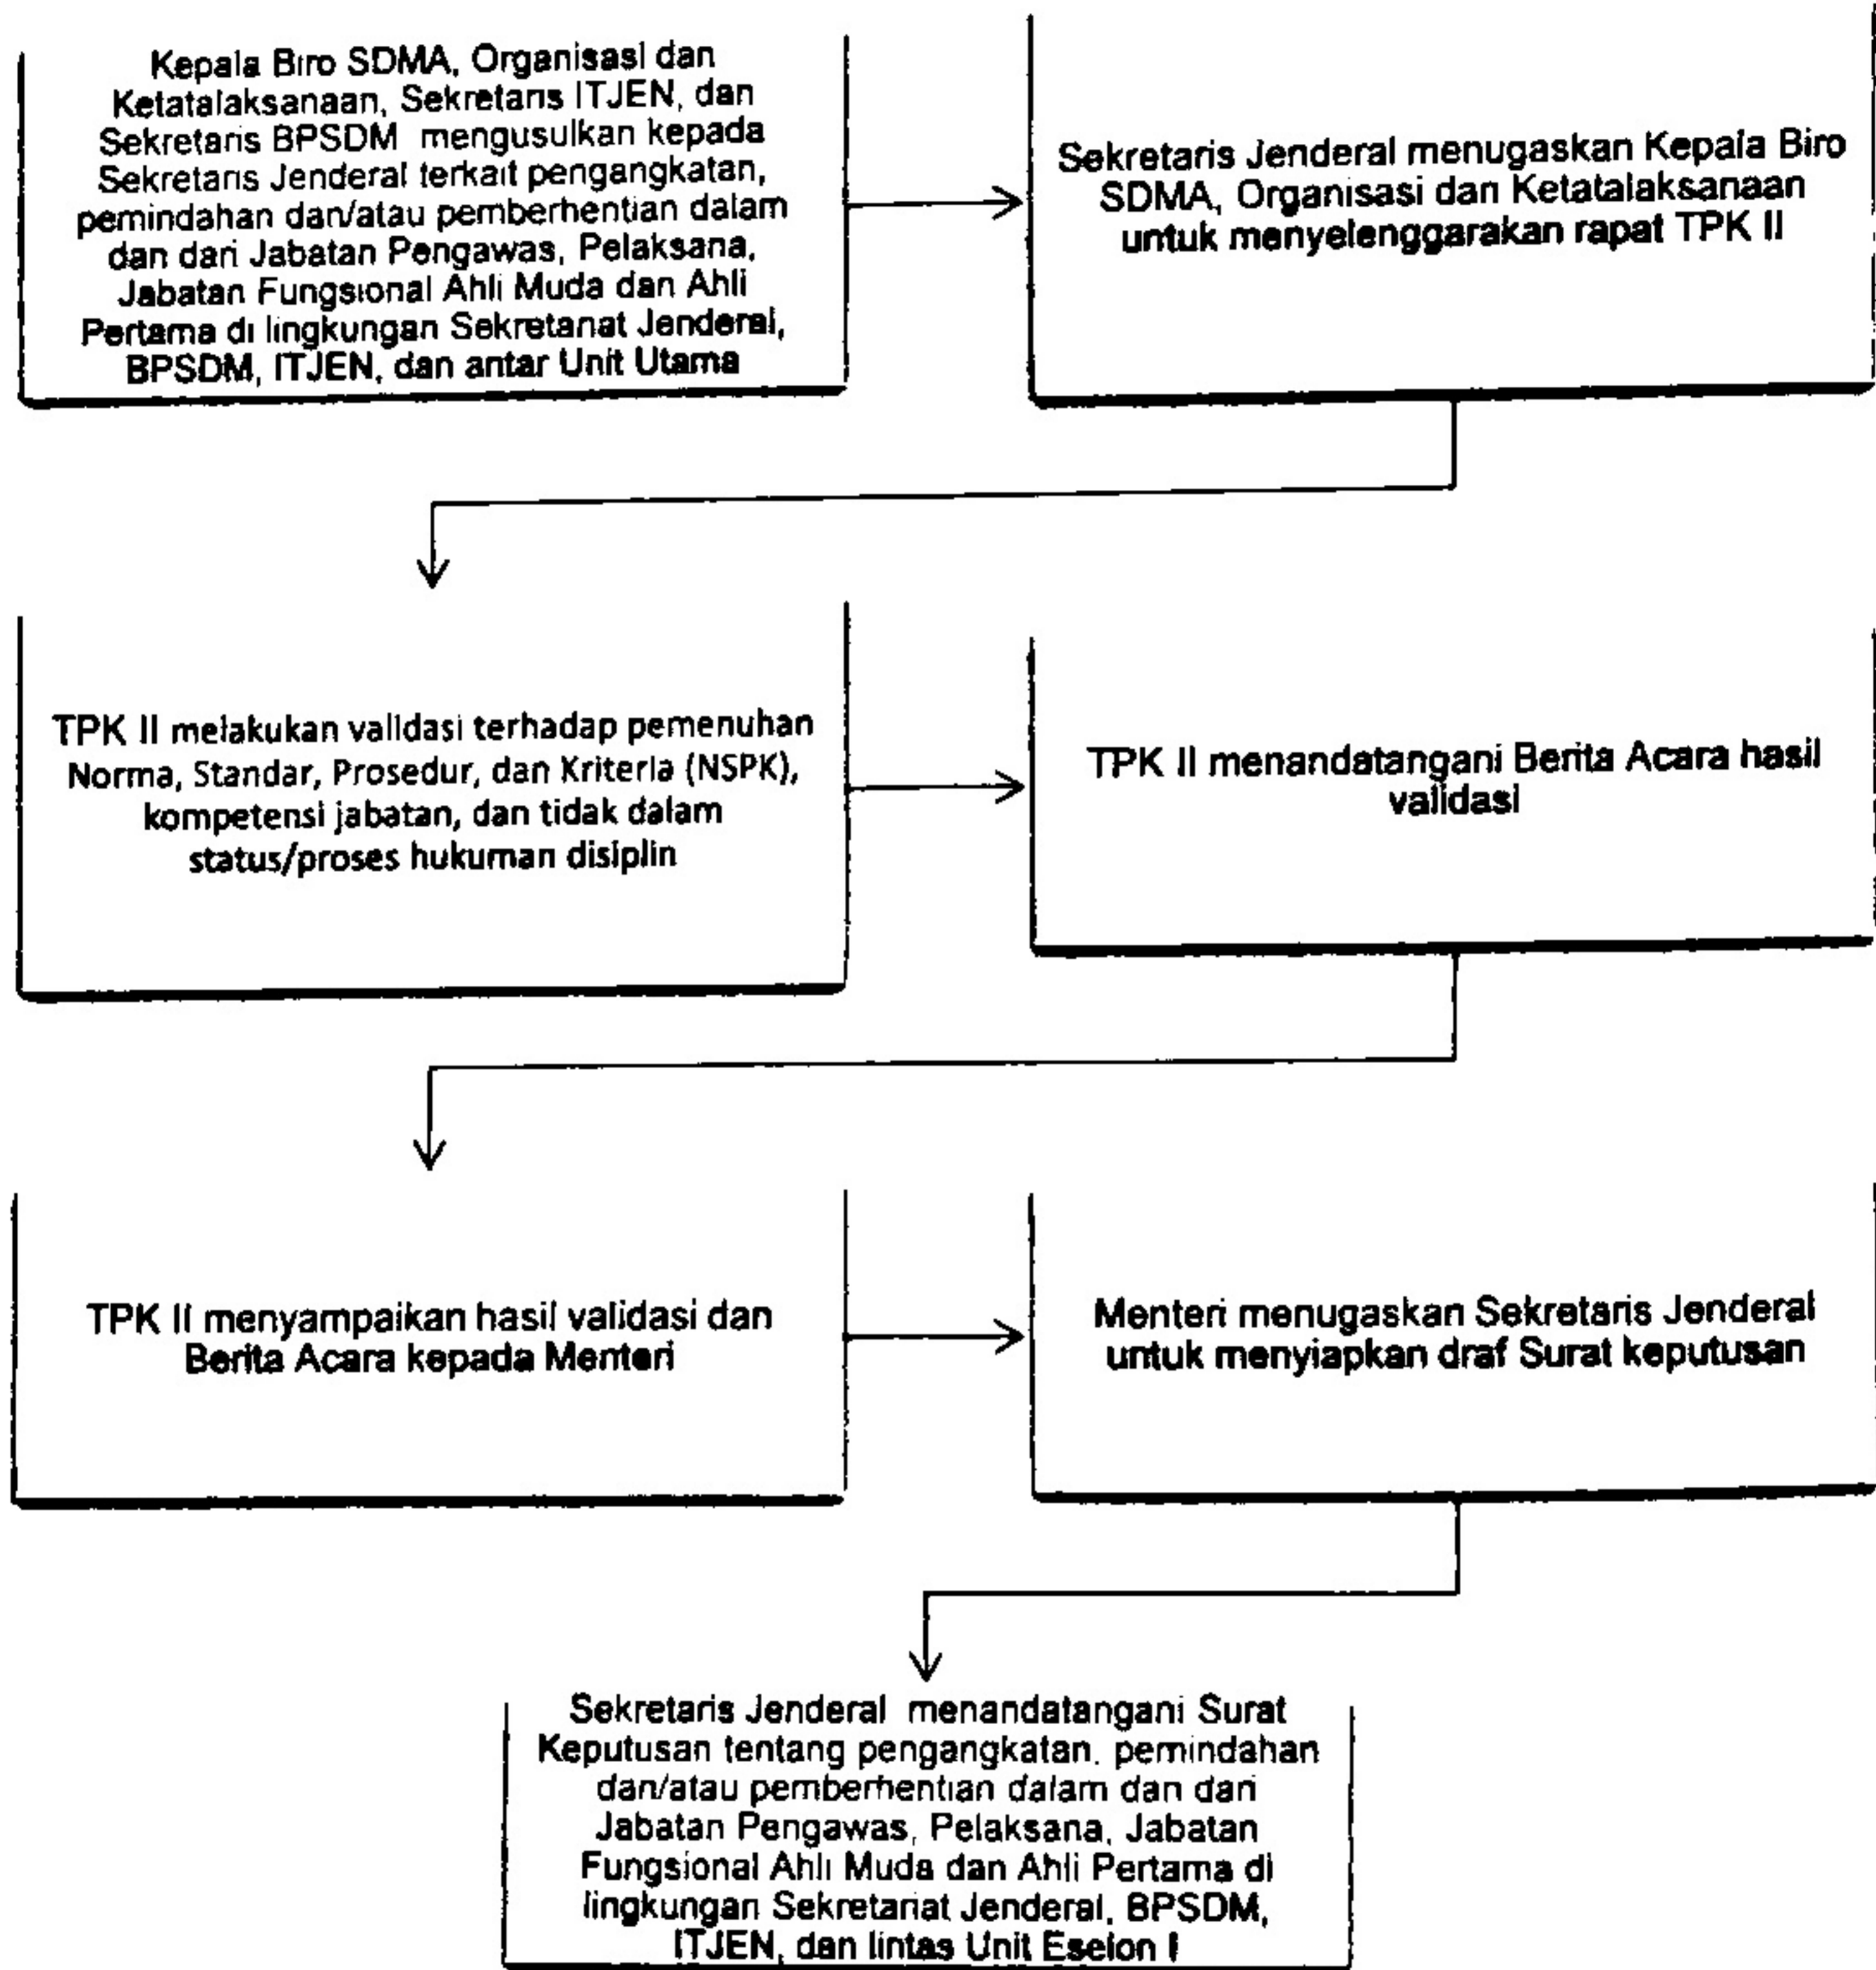 Kepala Biro SDMA, Organisasi dan
Ketatalaksanaan, Sekretaris ITJEN, dan
Sekretaris BPSDM mengusulkan kepada
Sekretaris Jenderal terkait pengangkatan,
pemindahan dan/atau pemberhentian dalam
dan dari Jabatan Pengawas, Pelaksana,
Jabatan Fungsional Ahli Muda dan Ahli
Pertama di lingkungan Sekretariat Jenderal,
BPSDM, ITJEN, dan antar Unit Utama
Sekretaris Jenderal menugaskan Kepala Biro
SDMA, Organisasi dan Ketatalaksanaan
untuk menyelenggarakan rapat TPK II
TPK II melakukan validasi terhadap pemenuhan
Norma, Standar, Prosedur, dan Kriteria (NSPK),
kompetensi jabatan, dan tidak dalam
status/proses hukuman disiplin
TPK II menandatangani Berita Acara hasil
validasi
TPK II menyampaikan hasil validasi dan
Berita Acara kepada Menteri
Menteri menugaskan Sekretaris Jenderal
untuk menyiapkan draf Surat keputusan
Sekretaris Jenderal menandatangani Surat
Keputusan tentang pengangkatan, pemindahan
dan/atau pemberhentian dalam dan dari
Jabatan Pengawas, Pelaksana, Jabatan
Fungsional Ahli Muda dan Ahli Pertama di
lingkungan Sekretariat Jenderal, BPSDM,
ITJEN, dan lintas Unit Eselon I